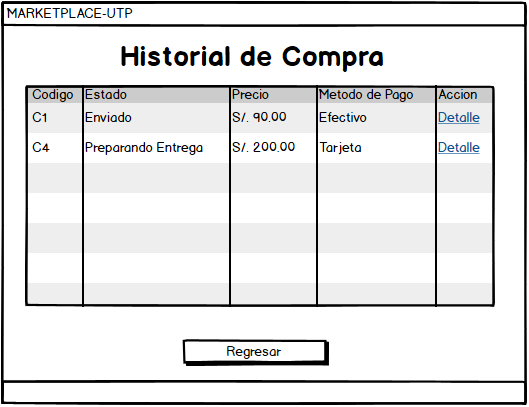 MARKETPLACE-UTP
Historial de Compra
Codigo Estado Precio Metodo de Pago Accion
C1 Enviado S/. 90.00 Efectivo Detalle
C4 Preparando Entrega S/. 200.00 Tarjeta Detalle
Regresar